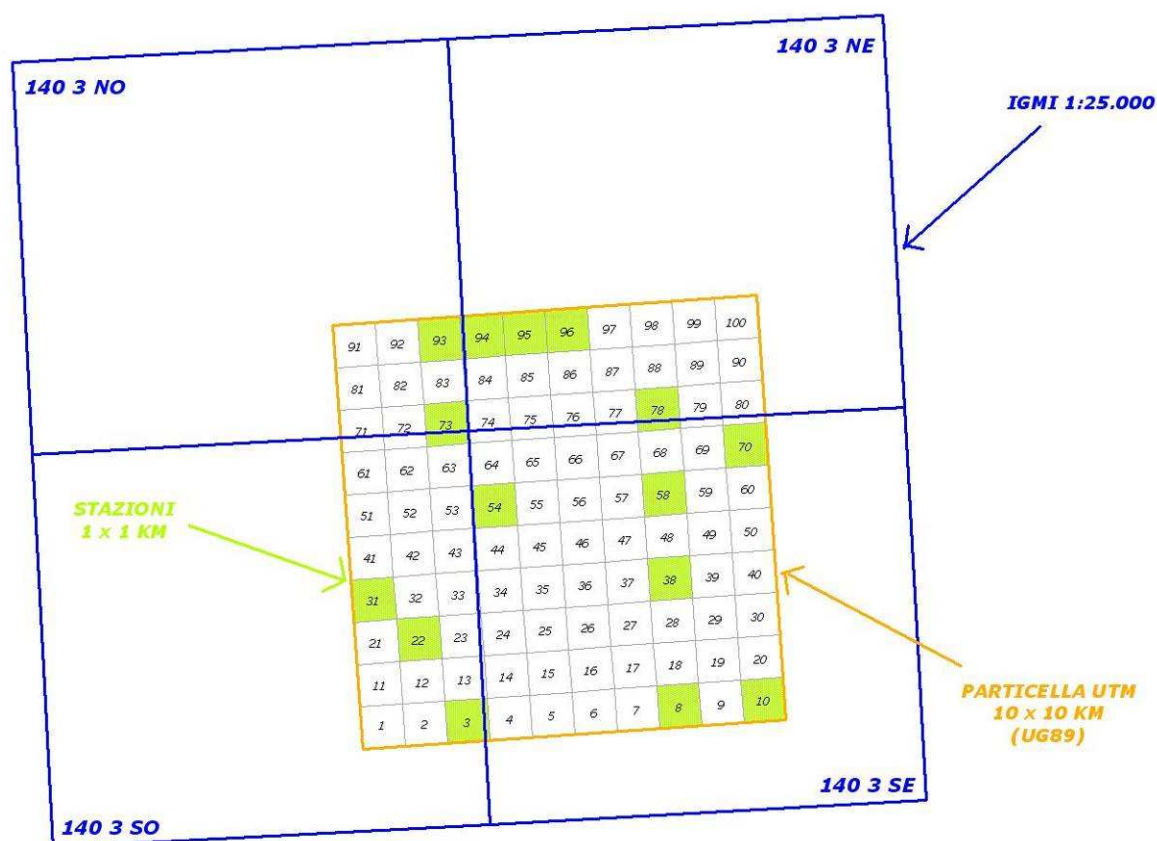 140 3 NO
140 3 NE
IGMI 1:25.000
91 92 93 94 95 96 97 98 99 100
81 82 83 84 85 86 87 88 89 90
71 72 73 74 75 76 77 78 79 80
61 62 63 64 65 66 67 68 69 70
51 52 53 54 55 56 57 58 59 60
41 42 43 44 45 46 47 48 49 50
31 32 33 34 35 36 37 38 39 40
21 22 23 24 25 26 27 28 29 30
11 12 13 14 15 16 17 18 19 20
1 2 3 4 5 6 7 8 9 10
STAZIONI
1 x 1 KM
PARTICELLA UTM
10 x 10 KM
(UG89)
140 3 SO
140 3 SE